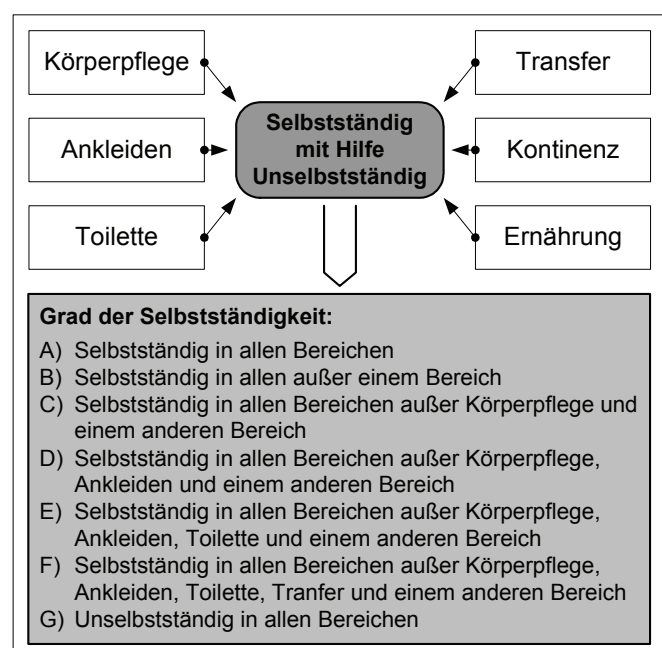 Körperpflege
Transfer
Selbstständig
mit Hilfe
Unselbstständig
Ankleiden
Kontinenz
Toilette
Ernährung
Grad der Selbstständigkeit:
A) Selbstständig in allen Bereichen
B) Selbstständig in allen außer einem Bereich
C) Selbstständig in allen Bereichen außer Körperpflege und
einem anderen Bereich
D) Selbstständig in allen Bereichen außer Körperpflege,
Ankleiden und einem anderen Bereich
E) Selbstständig in allen Bereichen außer Körperpflege,
Ankleiden, Toilette und einem anderen Bereich
F) Selbstständig in allen Bereichen außer Körperpflege,
Ankleiden, Toilette, Tranfer und einem anderen Bereich
G) Unselbstständig in allen Bereichen